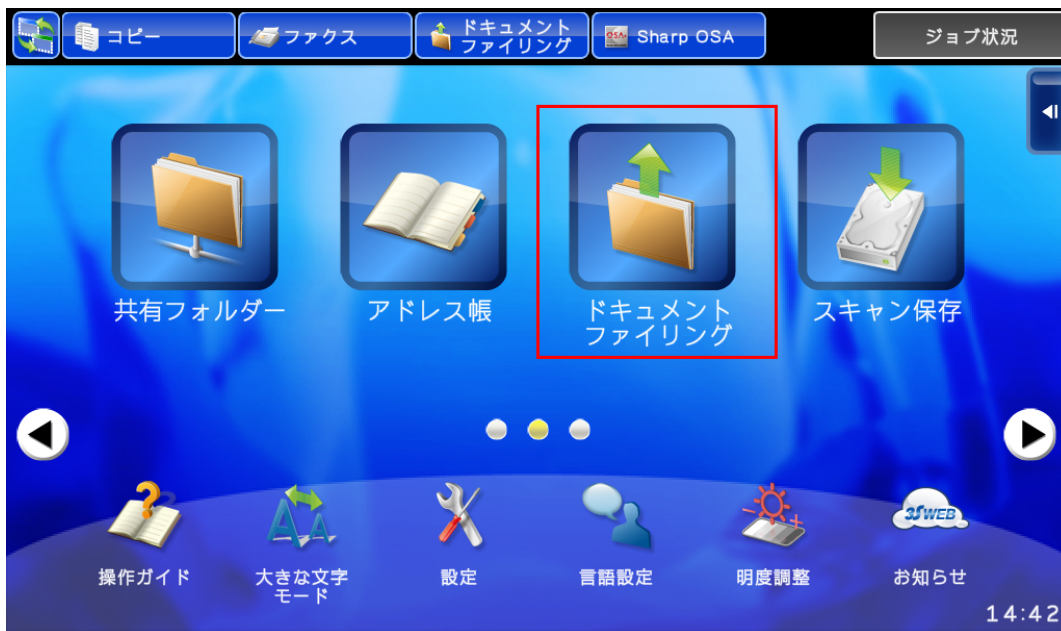 コピー
ファクス
ドキュメント
ファイリング
OSA
Sharp OSA
ジョブ状況
共有フォルダー
アドレス帳
ドキュメント
ファイリング
スキャン保存
操作ガイド
大きな文字
モード
設定
言語設定
明度調整
お知らせ
14:42